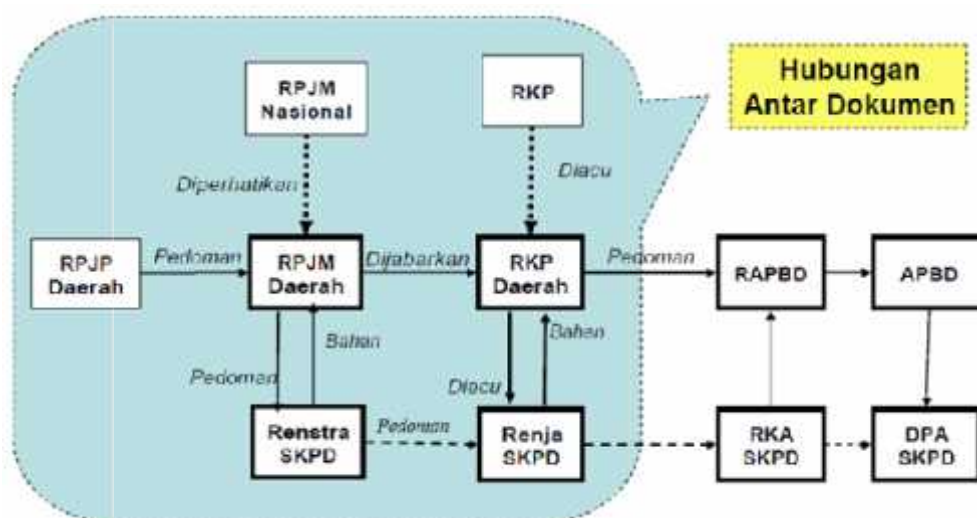 Hubungan
Antar Dokumen
RPJM
Nasional
RKP
Diperhatikan
Diacu
RPJP
Daerah
Pedoman
RPJM
Daerah
Dijabarkan
RKP
Daerah
Pedoman
RAPBD
APBD
Pedoman
Bahan
Diacu
Bahan
Renstra
SKPD
Pedoman
Renja
SKPD
RKA
SKPD
DPA
SKPD